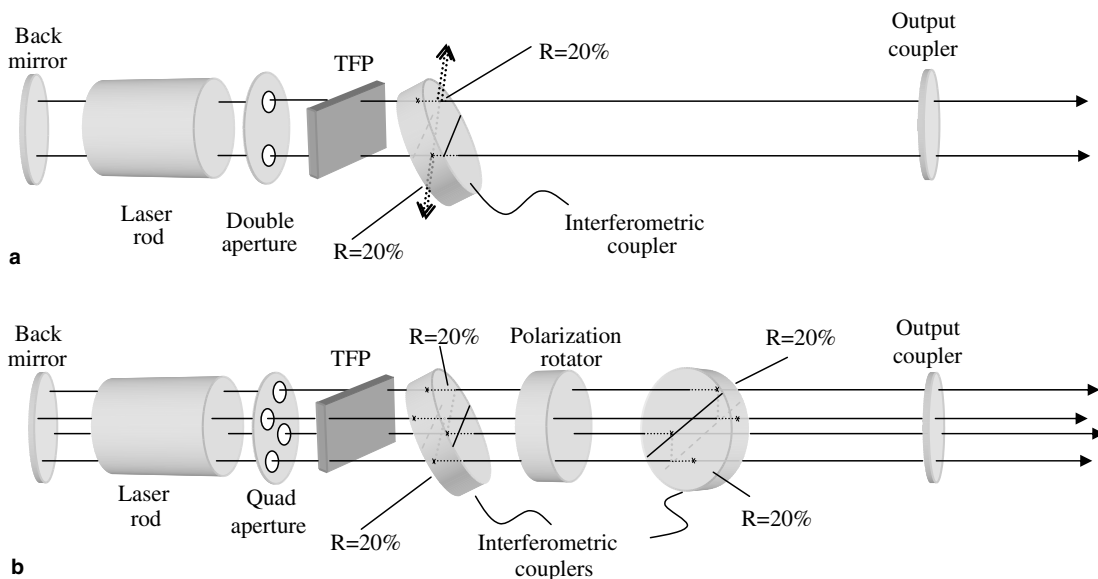 Back
mirror
TFP
R=20%
Output
coupler
Laser
rod
Double
aperture
R=20%
Interferometric
coupler
a
Back
mirror
TFP
R=20%
Polarization
rotator
R=20%
Output
coupler
Laser
rod
Quad
aperture
R=20%
Interferometric
couplers
R=20%
b